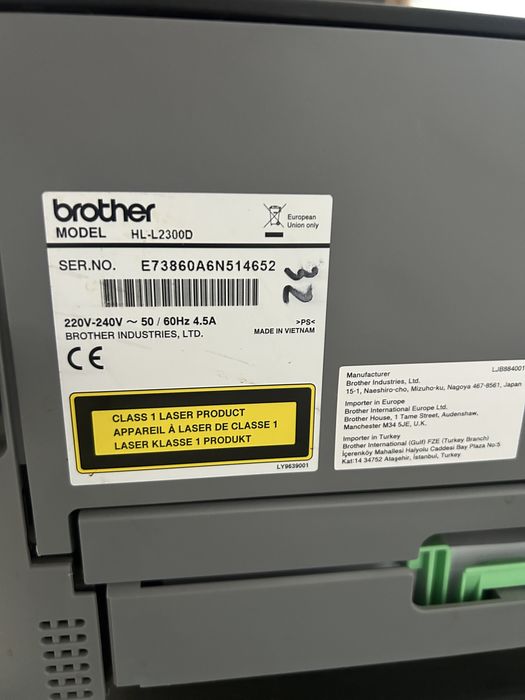 brother
MODEL HL-L2300D
European
Union only
SER.NO. E73860A6N514652
32
220V-240V ～ 50 / 60Hz 4.5A
BROTHER INDUSTRIES, LTD.
>PS<
MADE IN VIETNAM
CE
CLASS 1 LASER PRODUCT
APPAREIL À LASER DE CLASSE 1
LASER KLASSE 1 PRODUKT
LY9639001
Manufacturer LJB884001
Brother Industries, Ltd.
15-1, Naeshiro-cho, Mizuho-ku, Nagoya 467-8561, Japan
Importer in Europe
Brother International Europe Ltd.
Brother House, 1 Tame Street, Audenshaw,
Manchester M34 5JE, U.K.
Importer in Turkey
Brother International (Gulf) FZE (Turkey Branch)
İçerenköy Mahallesi Halyolu Caddesi Bay Plaza No:5
Kat:14 34752 Ataşehir, İstanbul, Turkey